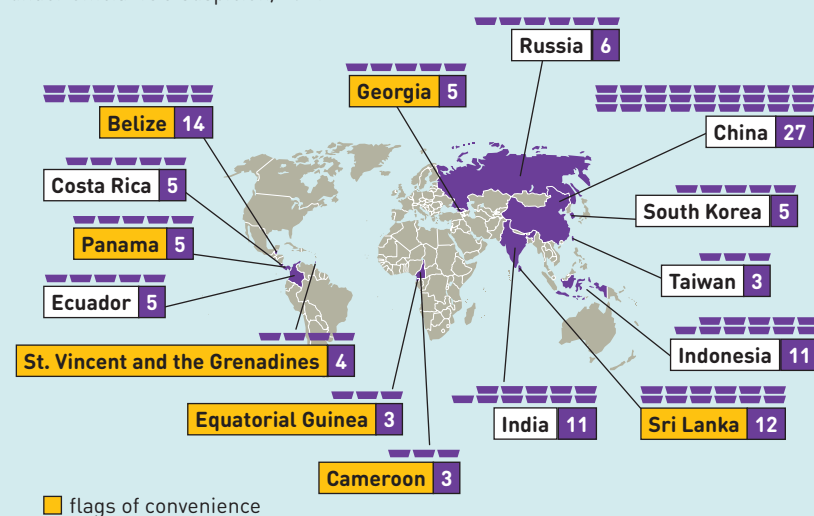 Russia 6
Georgia 5
Belize 14
China 27
Costa Rica 5
South Korea 5
Panama 5
Taiwan 3
Ecuador 5
Indonesia 11
St. Vincent and the Grenadines 4
Equatorial Guinea 3
India 11
Sri Lanka 12
Cameroon 3
flags of convenience